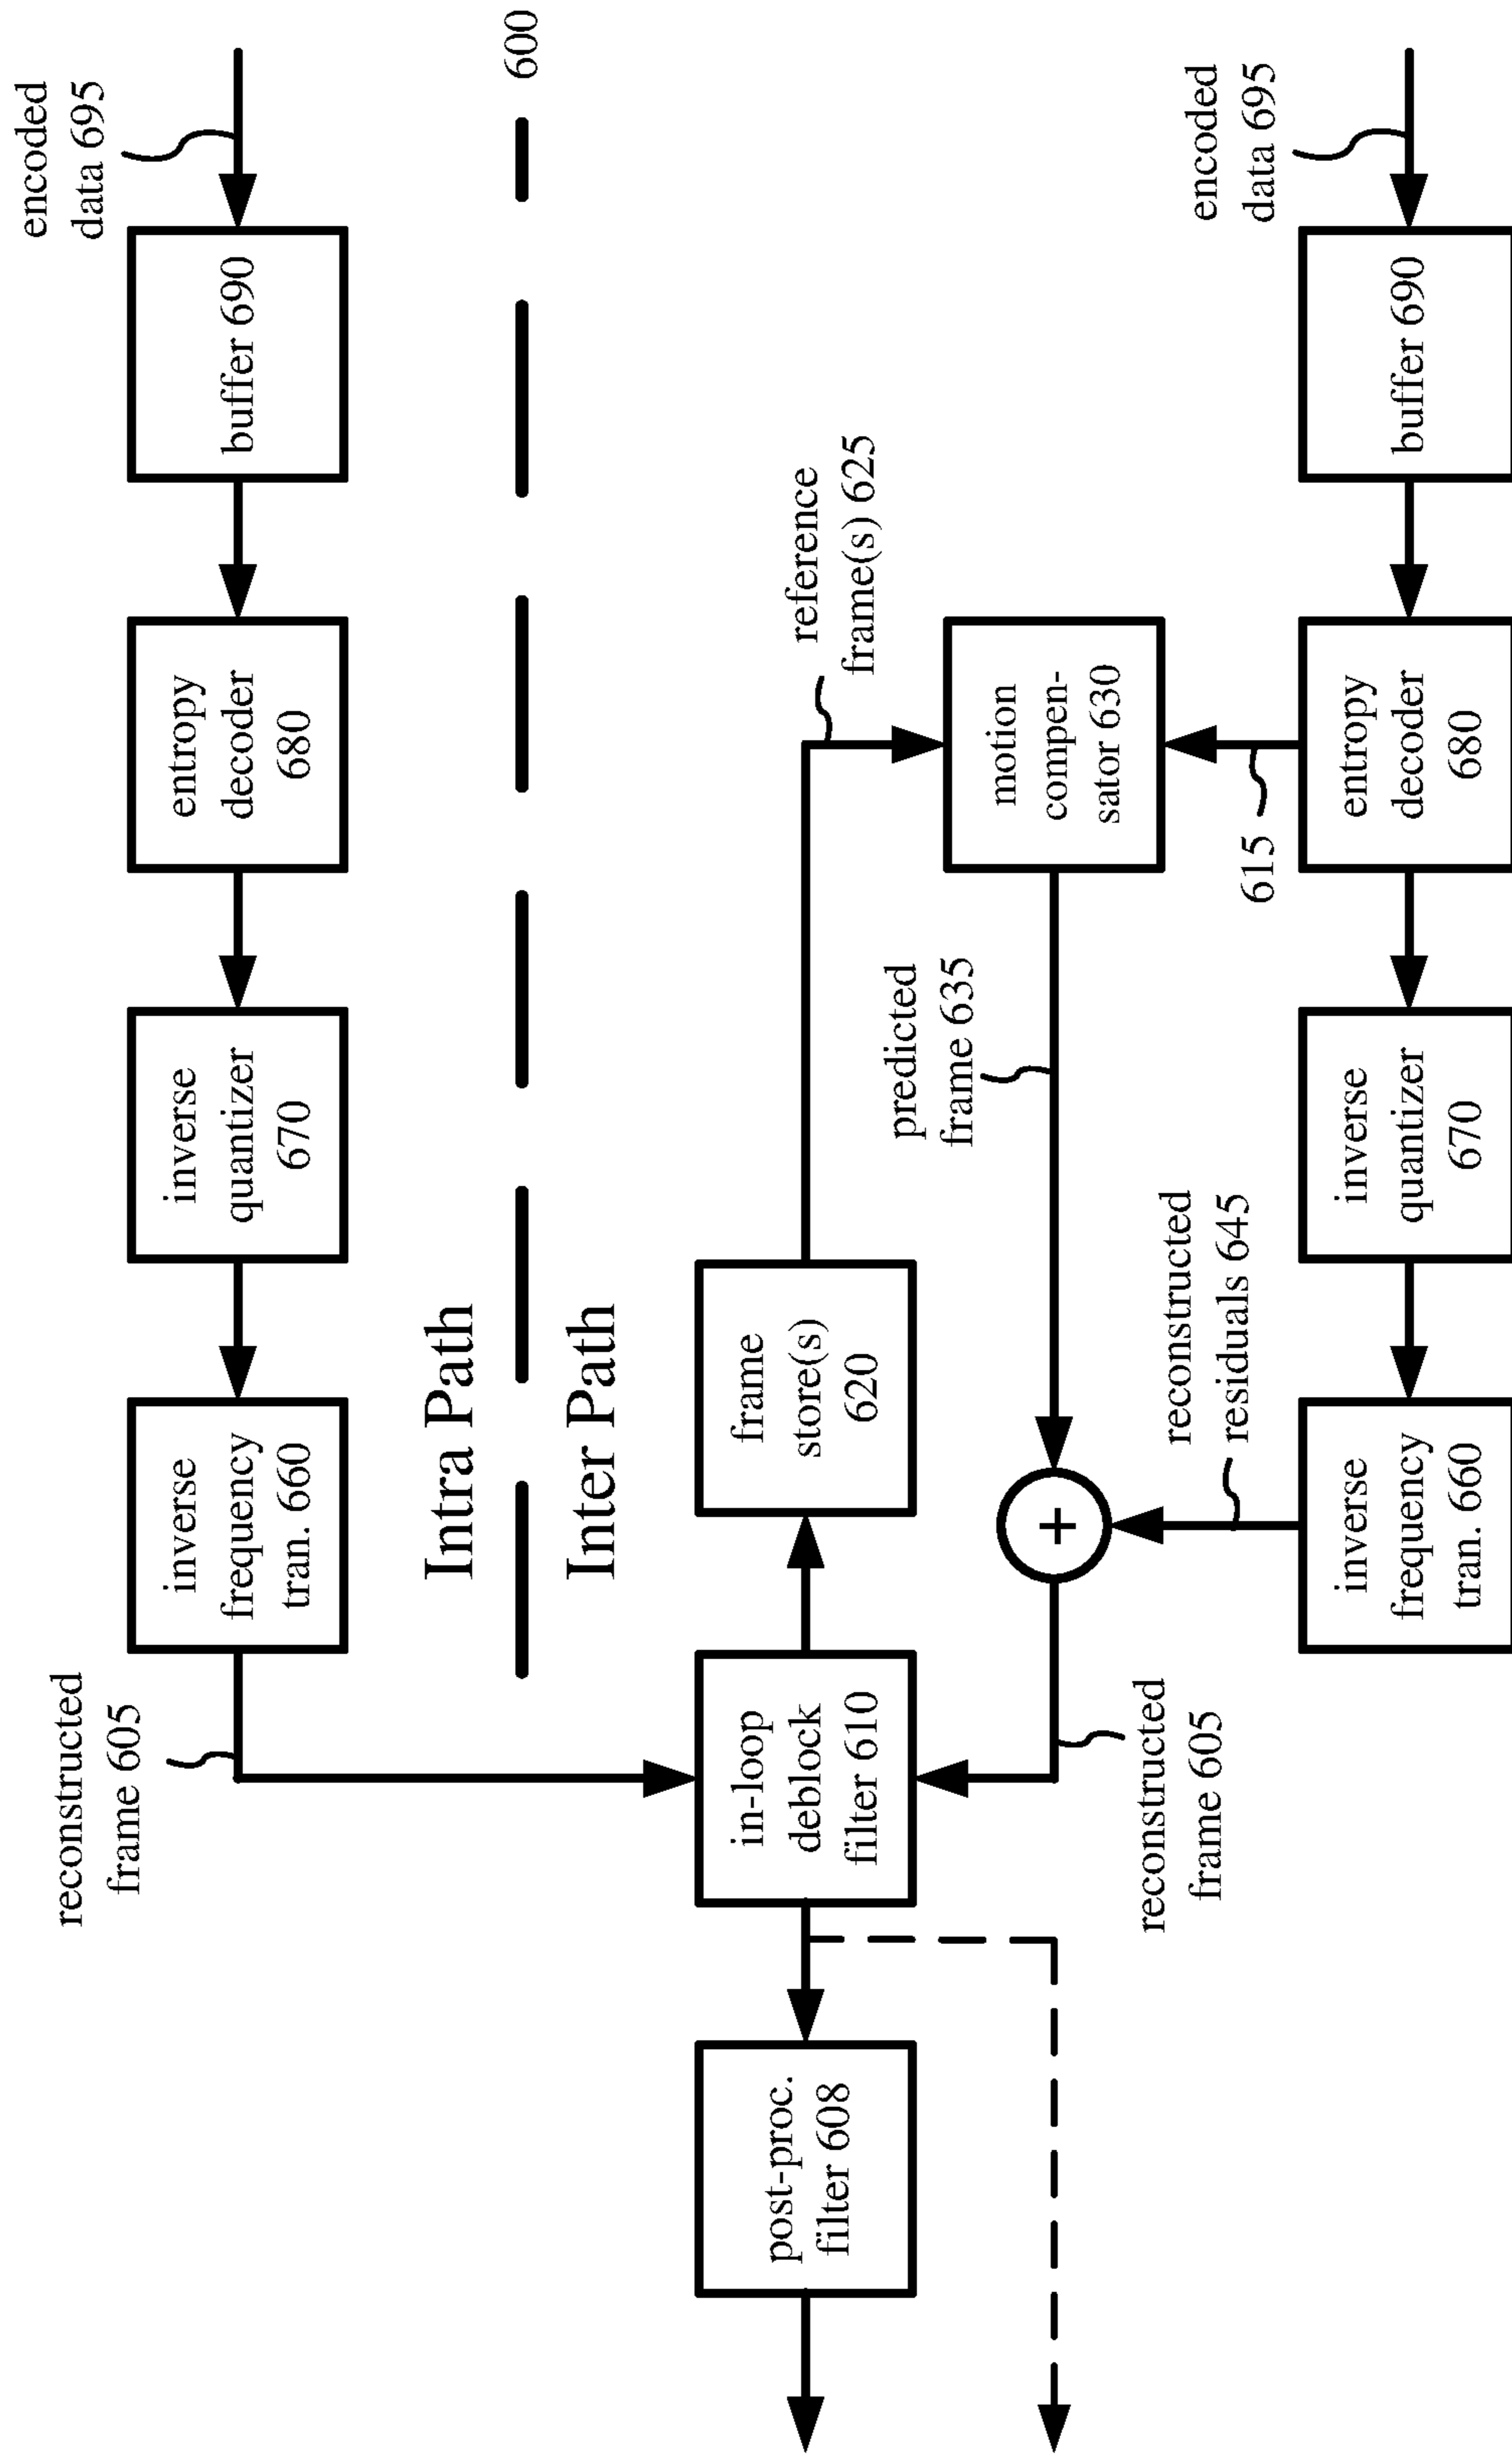 encoded
data 695
buffer 690
entropy
decoder
680
inverse
quantizer
670
inverse
frequency
tran. 660
reconstructed
frame 605
600
Intra Path
Inter Path
reference
frame(s) 625
frame
store(s)
620
in-loop
deblock
filter 610
post-proc.
filter 608
motion
compen-
sator 630
predicted
frame 635
+
reconstructed
frame 605
615
reconstructed
residuals 645
encoded
data 695
buffer 690
entropy
decoder
680
inverse
quantizer
670
inverse
frequency
tran. 660